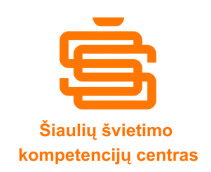 Šiaulių švietimo
kompetencijų centras